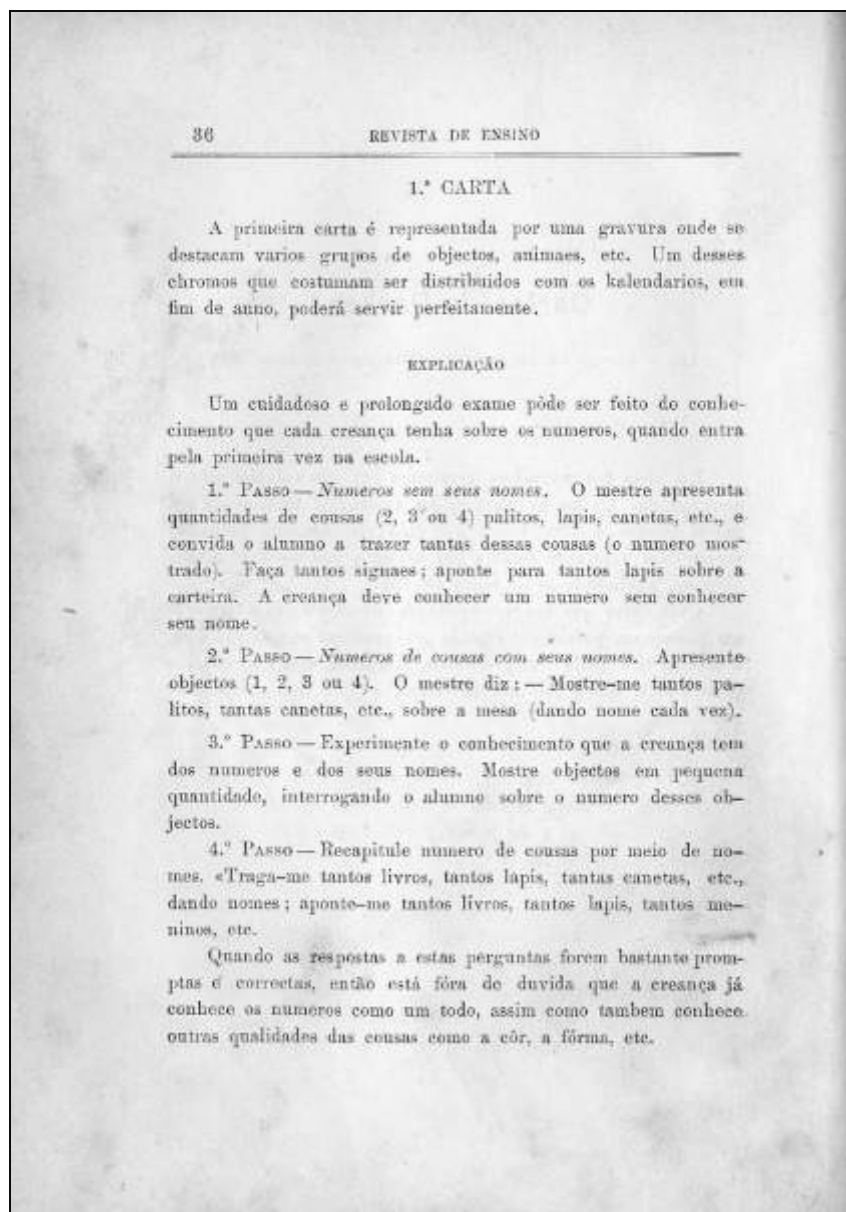 36 REVISTA DE ENSINO
1.ª CARTA
A primeira carta é representada por uma gravura onde se
destacam varios grupos de objectos, animaes, etc. Um desses
chromos que costumam ser distribuidos com os kalendarios, em
fim de anno, poderá servir perfeitamente.
EXPLICAÇÃO
Um cuidadoso e prolongado exame póde ser feito do conhe-
cimento que cada creança tenha sobre os numeros, quando entra
pela primeira vez na escola.
1.º PASSO — Numeros sem seus nomes. O mestre apresenta
quantidades de cousas (2, 3 ou 4) palitos, lapis, canetas, etc., e
convida o alumno a trazer tantas dessas cousas (o numero mos-
trado). Faça tantos signaes; aponte para tantos lapis sobre a
carteira. A creança deve conhecer um numero sem conhecer
seu nome.
2.º PASSO — Numeros de cousas com seus nomes. Apresente
objectos (1, 2, 3 ou 4). O mestre diz: — Mostre-me tantos pa-
litos, tantas canetas, etc., sobre a mesa (dando nome cada vez).
3.º PASSO — Experimente o conhecimento que a creança tem
dos numeros e dos seus nomes. Mostre objectos em pequena
quantidade, interrogando o alumno sobre o numero desses ob-
jectos.
4.º PASSO — Recapitule numero de cousas por meio de no-
mes. «Traga-me tantos livros, tantos lapis, tantas canetas, etc.,
dando nomes; aponte-me tantos livros, tantos lapis, tantos me-
ninos, etc.
Quando as respostas a estas perguntas forem bastante prom-
ptas e correctas, então está fóra de duvida que a creança já
conhece os numeros como um todo, assim como tambem conhece
outras qualidades das cousas como a côr, a fórma, etc.